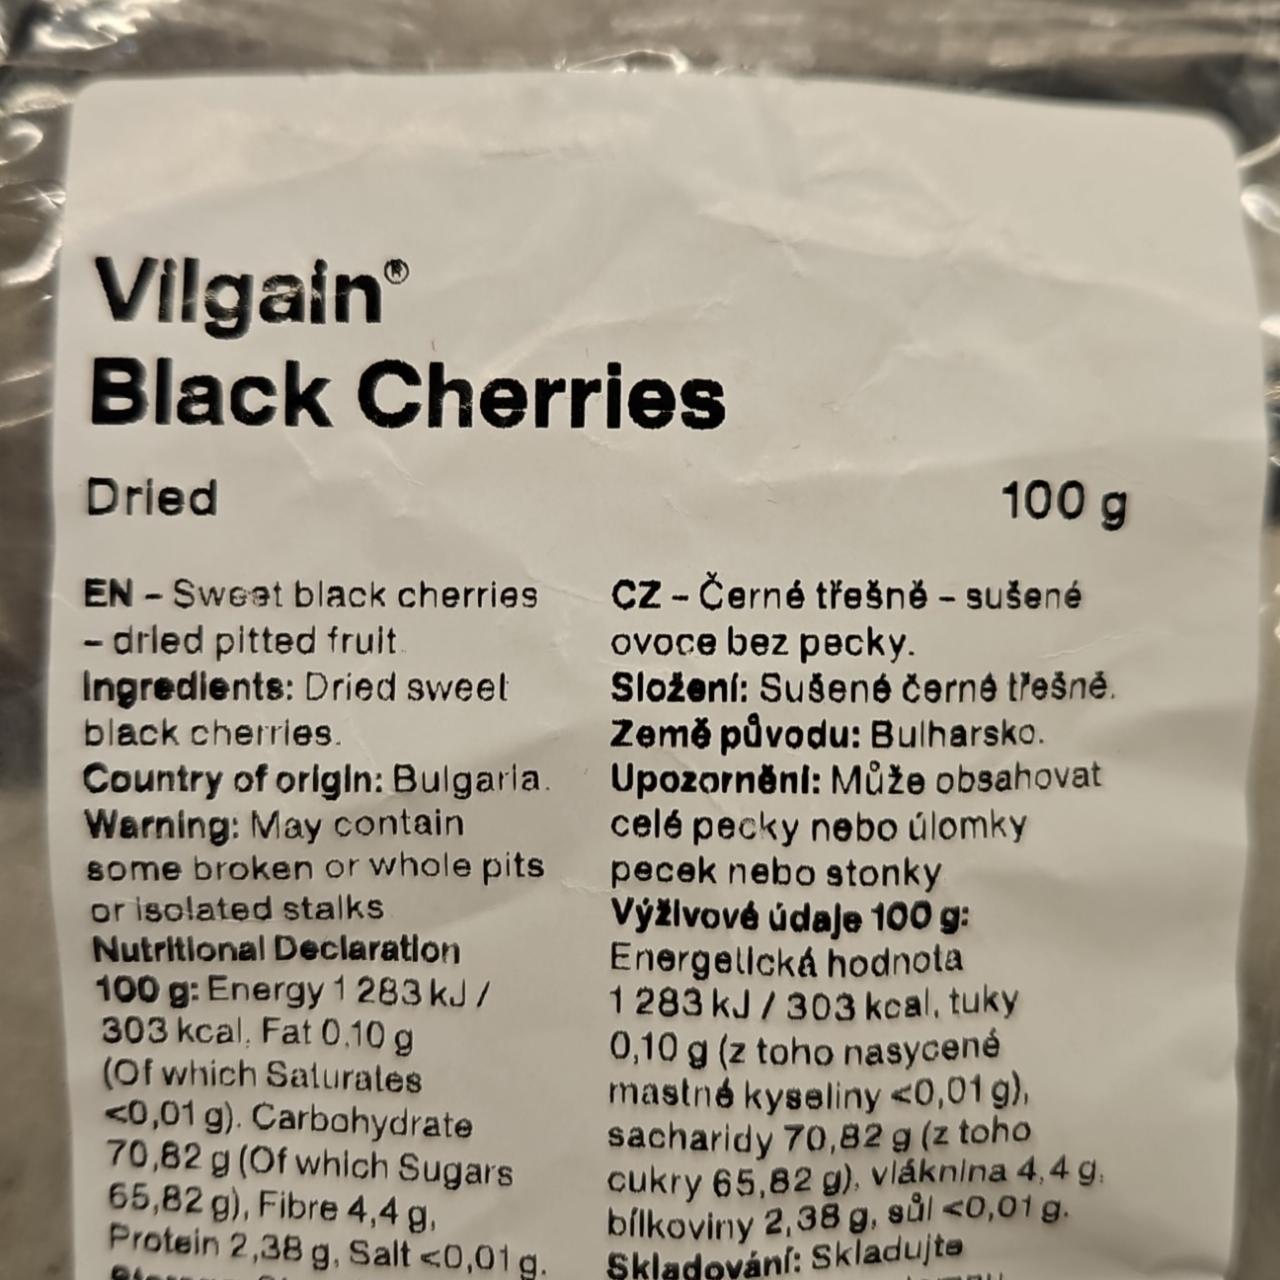 Vilgain®
Black Cherries
Dried
100 g
EN – Sweet black cherries
– dried pitted fruit.
Ingredients: Dried sweet
black cherries.
Country of origin: Bulgaria.
Warning: May contain
some broken or whole pits
or isolated stalks
Nutritional Declaration
100 g: Energy 1 283 kJ /
303 kcal, Fat 0,10 g
(Of which Saturates
<0,01 g). Carbohydrate
70,82 g (Of which Sugars
65,82 g), Fibre 4,4 g,
Protein 2,38 g, Salt <0,01 g.
CZ – Černé třešně – sušené
ovoce bez pecky.
Složení: Sušené černé třešně.
Země původu: Bulharsko.
Upozornění: Může obsahovat
celé pecky nebo úlomky
pecek nebo stonky
Výživové údaje 100 g:
Energetická hodnota
1 283 kJ / 303 kcal, tuky
0,10 g (z toho nasycené
mastné kyseliny <0,01 g),
sacharidy 70,82 g (z toho
cukry 65,82 g), vláknina 4,4 g,
bílkoviny 2,38 g, sůl <0,01 g.
Skladování: Skladujte